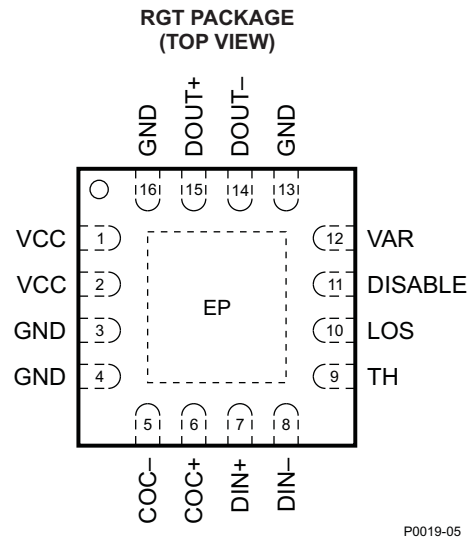 RGT PACKAGE
(TOP VIEW)
GND
DOUT+
DOUT–
GND
16
15
14
13
VCC 1
12 VAR
VCC 2
11 DISABLE
GND 3
EP
10 LOS
GND 4
9 TH
5
6
7
8
COC–
COC+
DIN+
DIN–
P0019-05